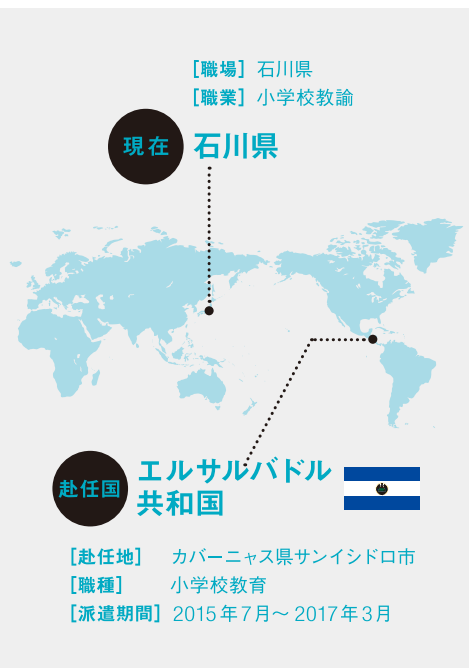 ［職場］石川県
［職業］小学校教諭
現在 石川県
赴任国 エルサルバドル
共和国
［赴任地］ カバーニャス県サンイシドロ市
［職種］ 小学校教育
［派遣期間］ 2015年7月〜2017年3月